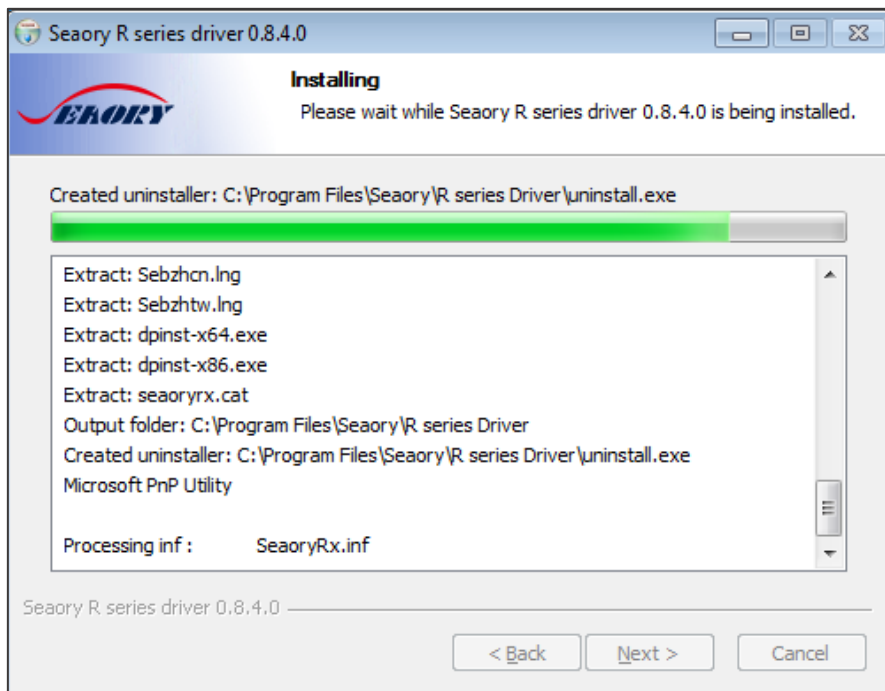 Seaory R series driver 0.8.4.0
SEAORY
Installing
Please wait while Seaory R series driver 0.8.4.0 is being installed.
Created uninstaller: C:\Program Files\Seaory\R series Driver\uninstall.exe
Extract: Sebzhcn.lng
Extract: Sebzhtw.lng
Extract: dpinst-x64.exe
Extract: dpinst-x86.exe
Extract: seaoryrx.cat
Output folder: C:\Program Files\Seaory\R series Driver
Created uninstaller: C:\Program Files\Seaory\R series Driver\uninstall.exe
Microsoft PnP Utility
Processing inf : SeaoryRx.inf
Seaory R series driver 0.8.4.0
< Back Next > Cancel